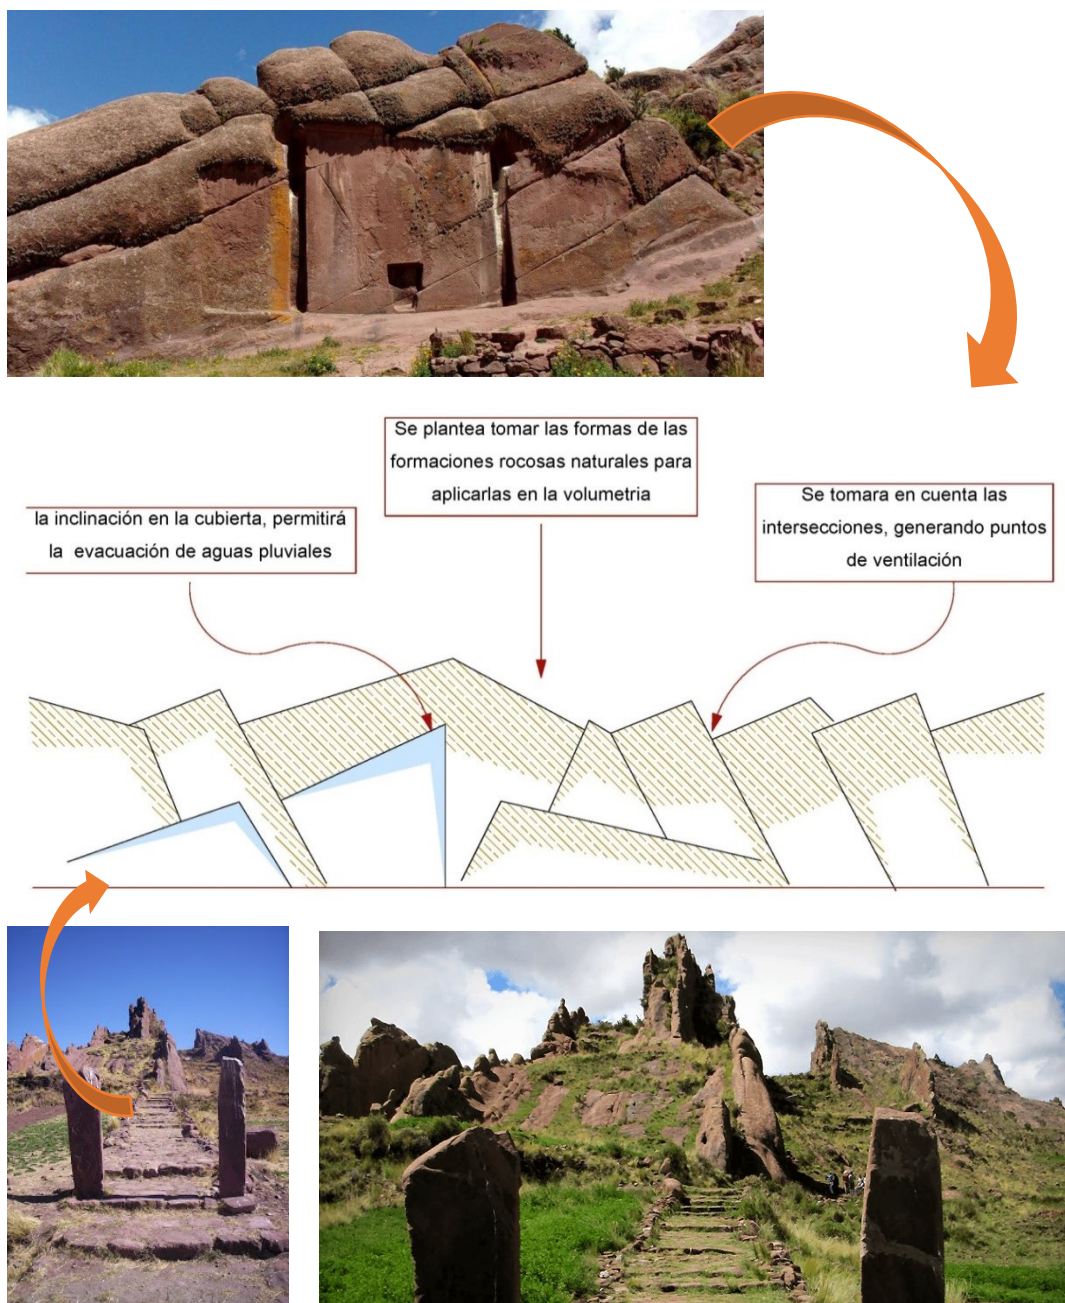 Se plantea tomar las formas de las
formaciones rocosas naturales para
aplicarlas en la volumetria
la inclinación en la cubierta, permitirá
la evacuación de aguas pluviales
Se tomara en cuenta las
intersecciones, generando puntos
de ventilación